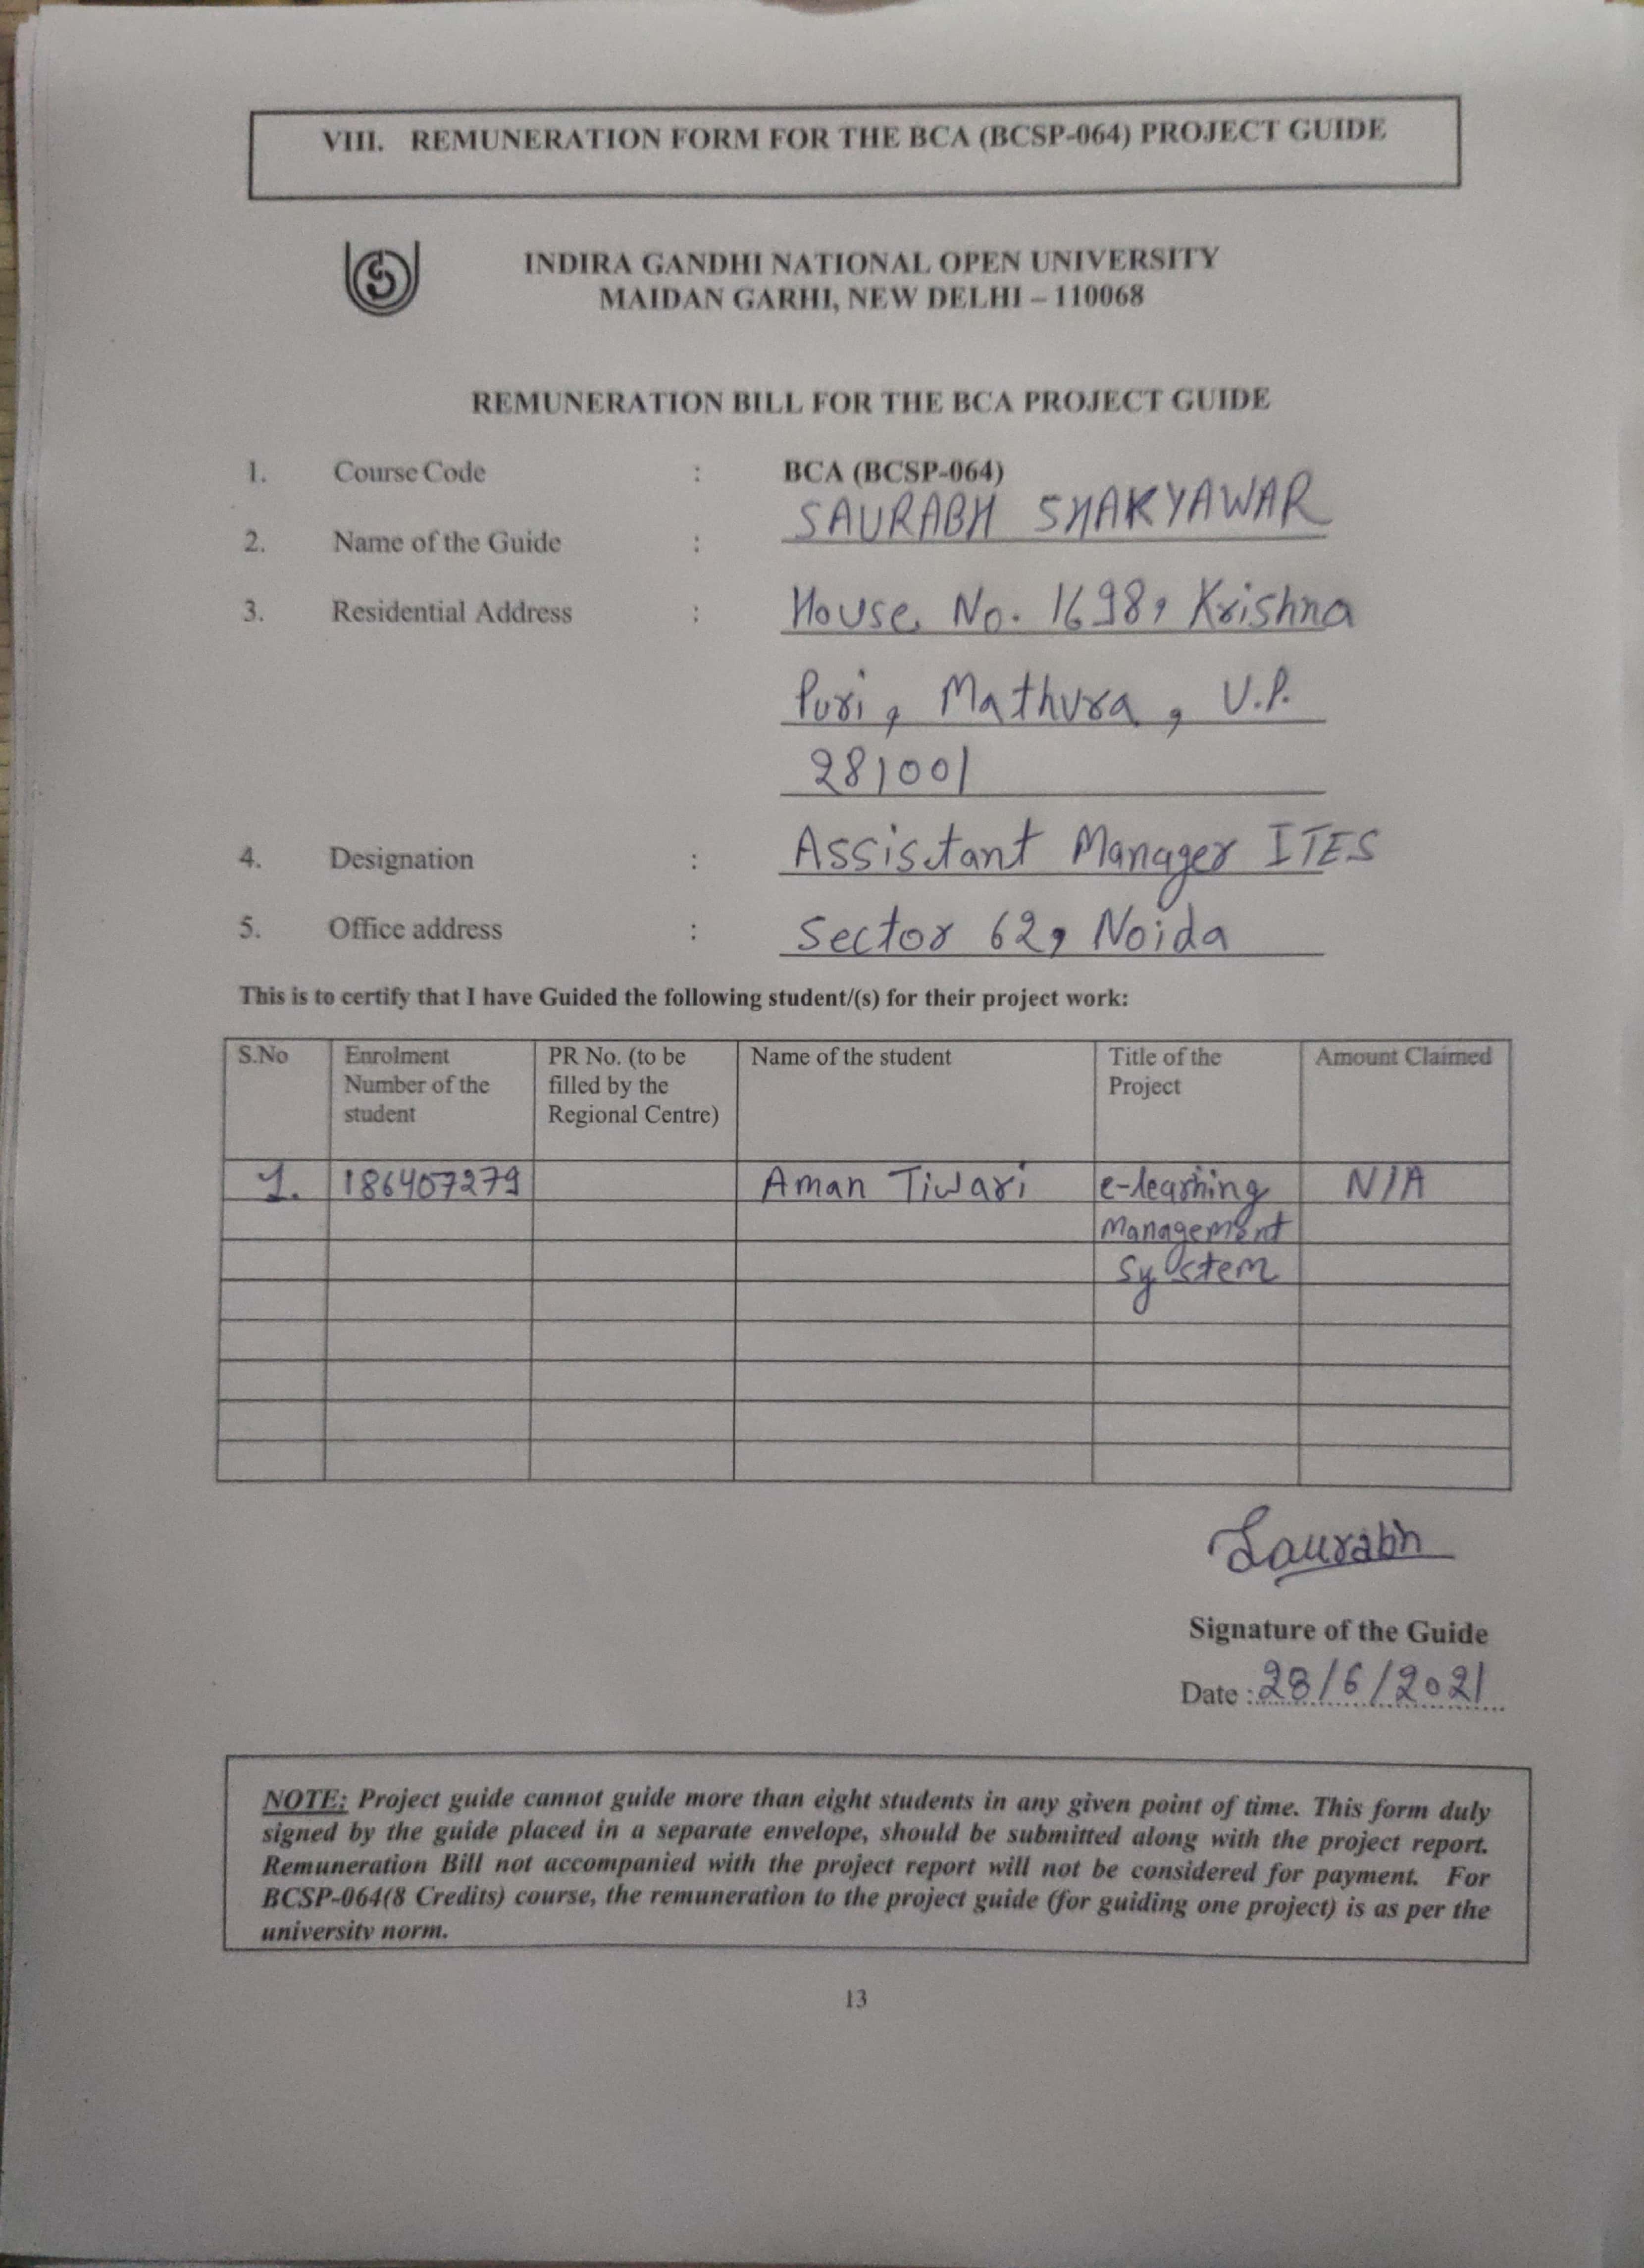 VIII. REMUNERATION FORM FOR THE BCA (BCSP-064) PROJECT GUIDE
INDIRA GANDHI NATIONAL OPEN UNIVERSITY
MAIDAN GARHI, NEW DELHI – 110068
REMUNERATION BILL FOR THE BCA PROJECT GUIDE
1. Course Code : BCA (BCSP-064)
2. Name of the Guide : SAURABH SHAKYAWAR
3. Residential Address : House No. 1698, Krishna
Puri, Mathura, U.P.
281001
4. Designation : Assistant Manager ITES
5. Office address : Sector 62, Noida
This is to certify that I have Guided the following student/(s) for their project work:
S.No Enrolment PR No. (to be Name of the student Title of the Amount Claimed
Number of the filled by the Project
student Regional Centre)
1. 186407279 Aman Tiwari e-learning N/A
Management
System
Saurabh
Signature of the Guide
Date : 28/6/2021
NOTE: Project guide cannot guide more than eight students in any given point of time. This form duly
signed by the guide placed in a separate envelope, should be submitted along with the project report.
Remuneration Bill not accompanied with the project report will not be considered for payment. For
BCSP-064(8 Credits) course, the remuneration to the project guide (for guiding one project) is as per the
university norm.
13